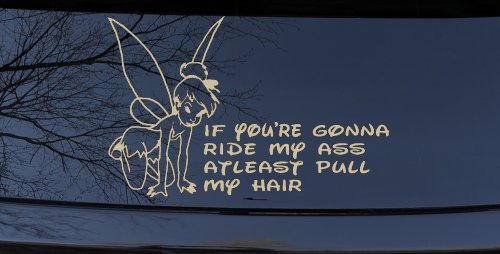 IF YOU'RE GONNA
RIDE MY ASS
ATLEAST PULL
MY HAIR